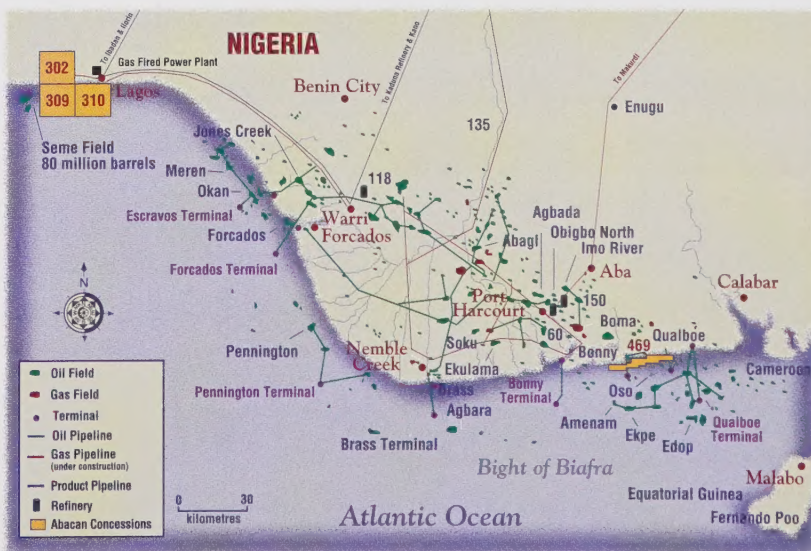 NIGERIA
To Ibadan & Ilorin
Gas Fired Power Plant
302
309
310
Lagos
Seme Field
80 million barrels
To Kaduna Refinery & Kano
To Makurdi
Benin City
Enugu
135
Jones Creek
118
Meren
Okan
Escravos Terminal
Warri
Forcados
Forcados
Forcados Terminal
Agbada
Obigbo North
Imo River
Abagl
Aba
Calabar
Port
Harcourt
150
60
Boma
Qualboe
469
Bonny
Cameroon
Soku
Nemble
Creek
Ekulama
Brass
Agbara
Bonny
Terminal
Pennington
Pennington Terminal
Brass Terminal
Oso
Amenam
Ekpe
Edop
Quaiboe
Terminal
N
Bight of Biafra
Malabo
Equatorial Guinea
Fernando Poo
Atlantic Ocean
Oil Field
Gas Field
Terminal
Oil Pipeline
Gas Pipeline
(under construction)
Product Pipeline
Refinery
Abacan Concessions
0 30
kilometres